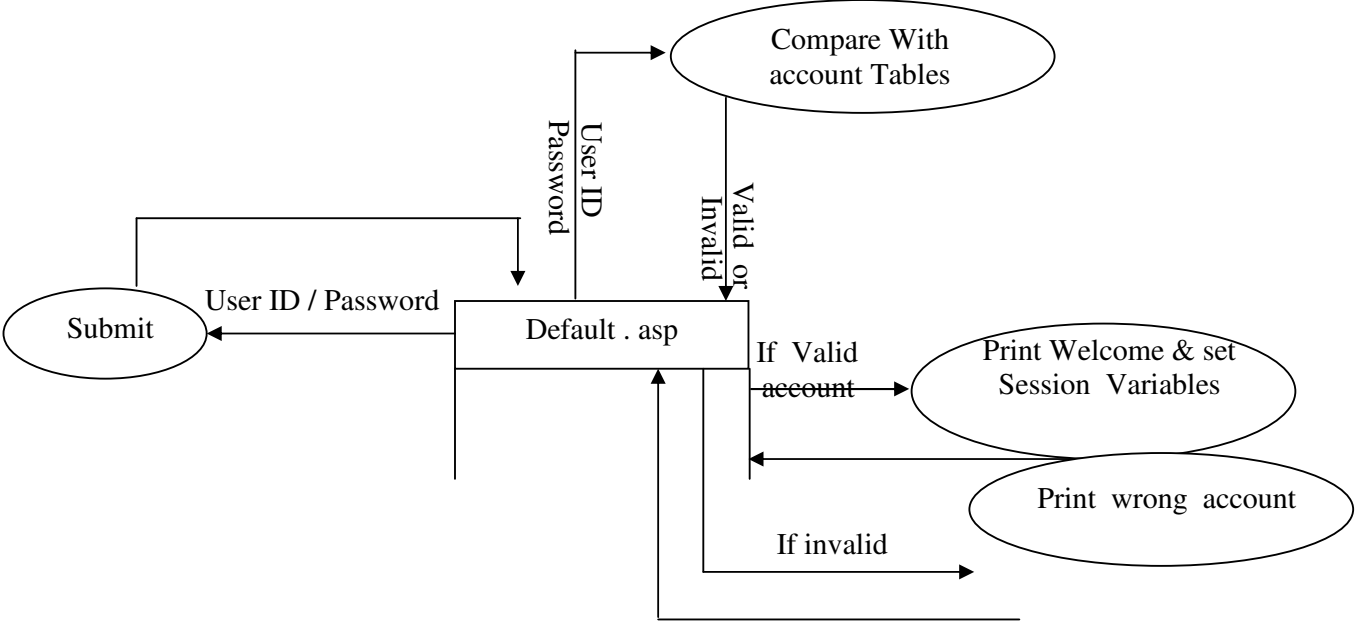 Compare With
account Tables
User ID
Password
Valid or
Invalid
User ID / Password
Submit
Default . asp
If Valid
account
Print Welcome & set
Session Variables
Print wrong account
If invalid